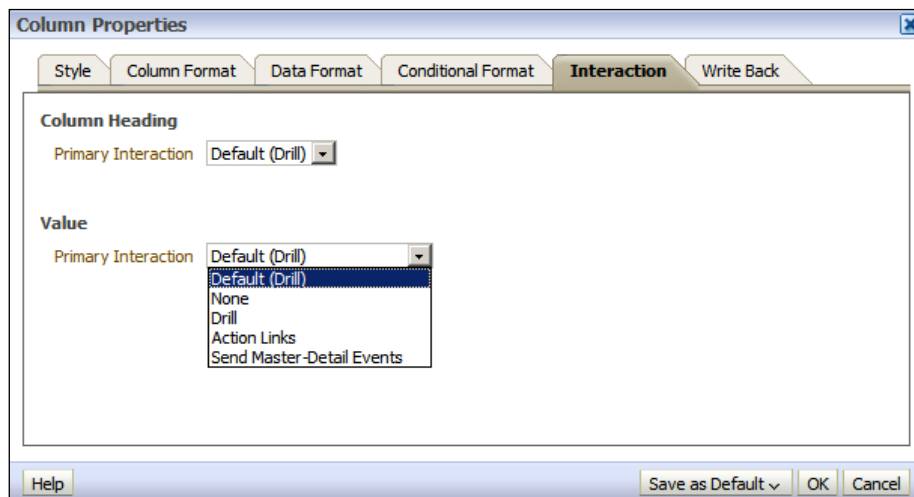 Column Properties
Style Column Format Data Format Conditional Format Interaction Write Back
Column Heading
Primary Interaction Default (Drill)
Value
Primary Interaction Default (Drill)
Default (Drill)
None
Drill
Action Links
Send Master-Detail Events
Help Save as Default OK Cancel